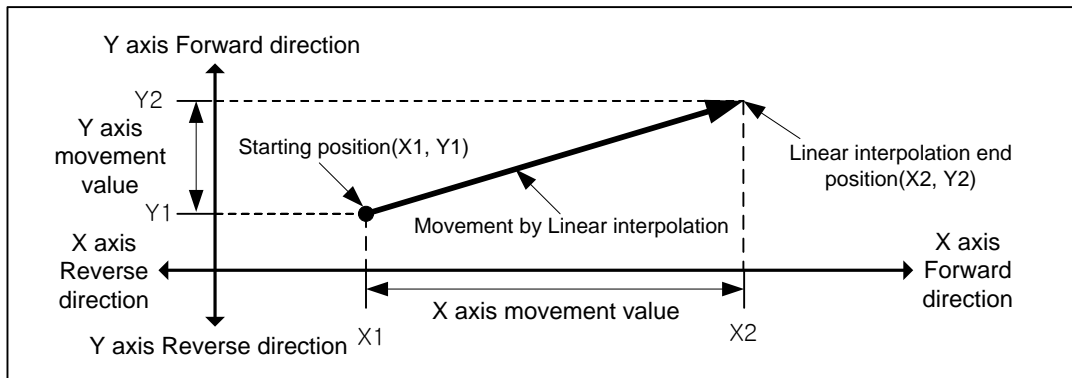 Y axis Forward direction
Y2
Y axis
movement
value
Starting position(X1, Y1)
Linear interpolation end
position(X2, Y2)
Y1
Movement by Linear interpolation
X axis
Reverse
direction
X axis
Forward
direction
X axis movement value
X1
X2
Y axis Reverse direction